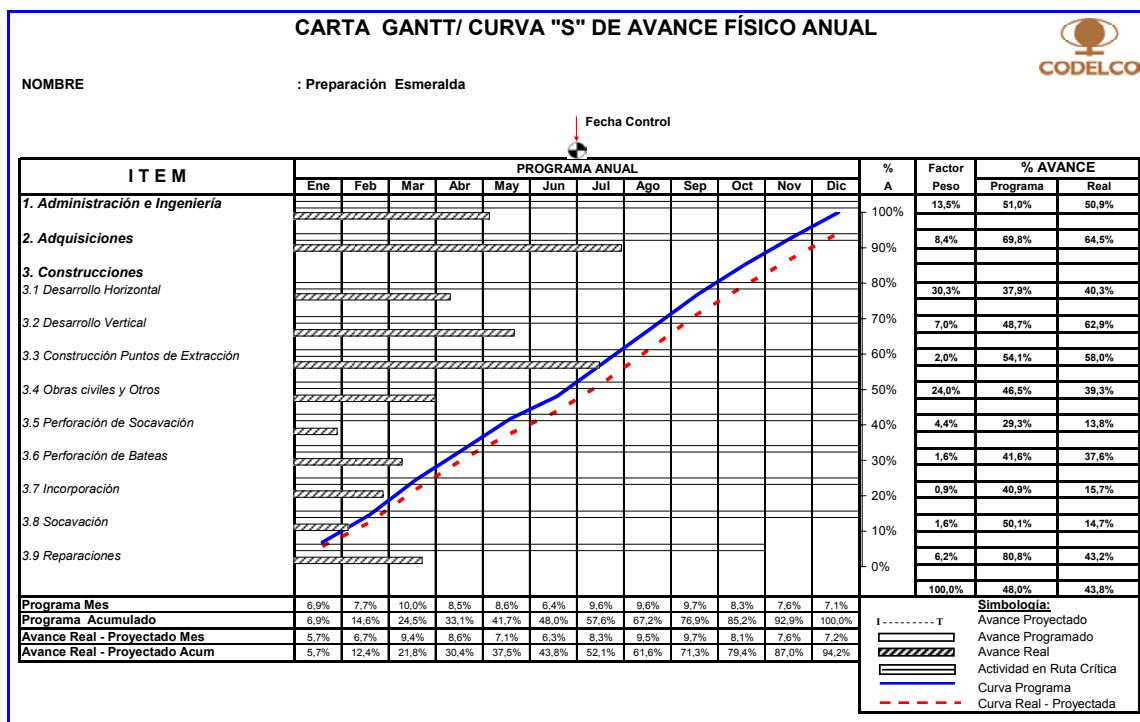 CARTA GANTT/ CURVA "S" DE AVANCE FÍSICO ANUAL
CODELCO
NOMBRE : Preparación Esmeralda
Fecha Control
I T E M PROGRAMA ANUAL % Factor % AVANCE
Ene Feb Mar Abr May Jun Jul Ago Sep Oct Nov Dic A Peso Programa Real
1. Administración e Ingeniería 13,5% 51,0% 50,9%
100%
2. Adquisiciones 8,4% 69,8% 64,5%
90%
3. Construcciones
80%
3.1 Desarrollo Horizontal 30,3% 37,9% 40,3%
70%
3.2 Desarrollo Vertical 7,0% 48,7% 62,9%
60%
3.3 Construcción Puntos de Extracción 2,0% 54,1% 58,0%
50%
3.4 Obras civiles y Otros 24,0% 46,5% 39,3%
40%
3.5 Perforación de Socavación 4,4% 29,3% 13,8%
30%
3.6 Perforación de Bateas 1,6% 41,6% 37,6%
20%
3.7 Incorporación 0,9% 40,9% 15,7%
10%
3.8 Socavación 1,6% 50,1% 14,7%
0%
3.9 Reparaciones 6,2% 80,8% 43,2%
100,0% 48,0% 43,8%
Programa Mes 6,9% 7,7% 10,0% 8,5% 8,6% 6,4% 9,6% 9,6% 9,7% 8,3% 7,6% 7,1%
Programa Acumulado 6,9% 14,6% 24,5% 33,1% 41,7% 48,0% 57,6% 67,2% 76,9% 85,2% 92,9% 100,0%
Avance Real - Proyectado Mes 5,7% 6,7% 9,4% 8,6% 7,1% 6,3% 8,3% 9,5% 9,7% 8,1% 7,6% 7,2%
Avance Real - Proyectado Acum 5,7% 12,4% 21,8% 30,4% 37,5% 43,8% 52,1% 61,6% 71,3% 79,4% 87,0% 94,2%
Simbología:
I - - - - - - - - - T Avance Proyectado
Avance Programado
Avance Real
Actividad en Ruta Crítica
Curva Programa
Curva Real - Proyectada